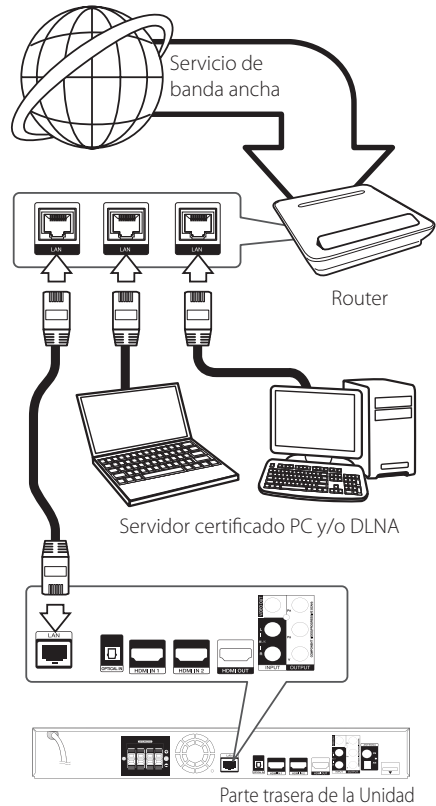 Servicio de
banda ancha
LAN
LAN
LAN
Router
Servidor certificado PC y/o DLNA
LAN
OPTICAL IN
HDMI IN 1
HDMI IN 2
HDMI OUT
INPUT
OUTPUT
LAN
Parte trasera de la Unidad